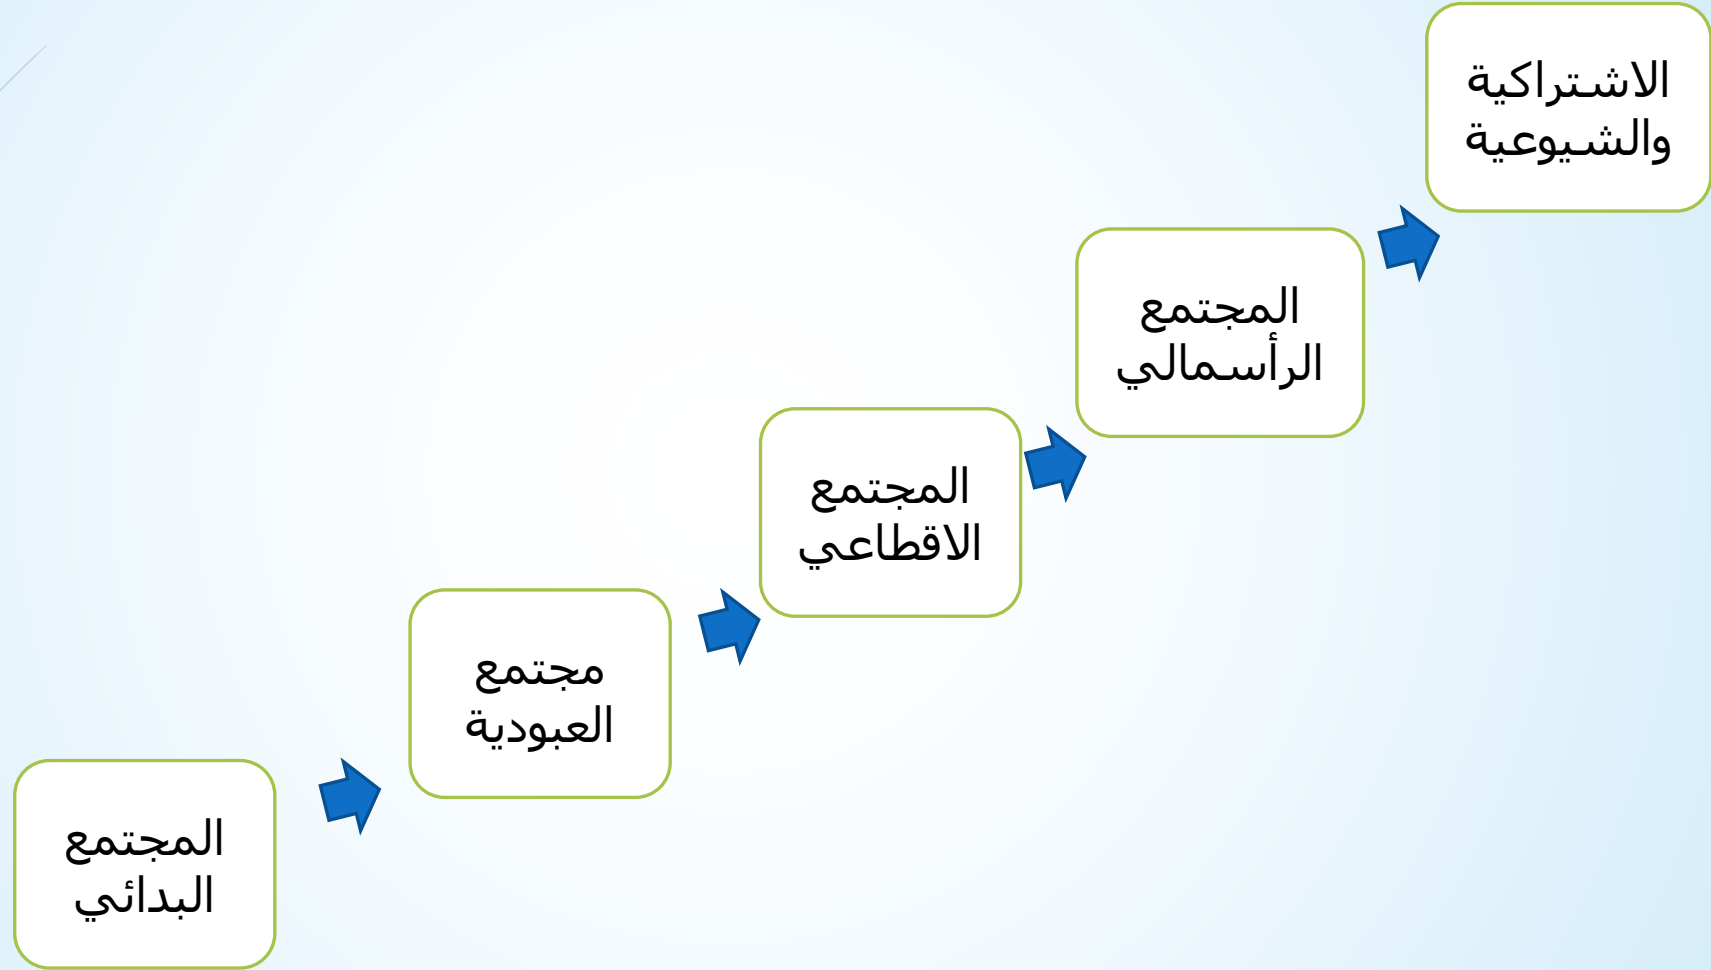 الاشتراكية
والشيوعية
المجتمع
الرأسمالي
المجتمع
الاقطاعي
مجتمع
العبودية
المجتمع
البدائي